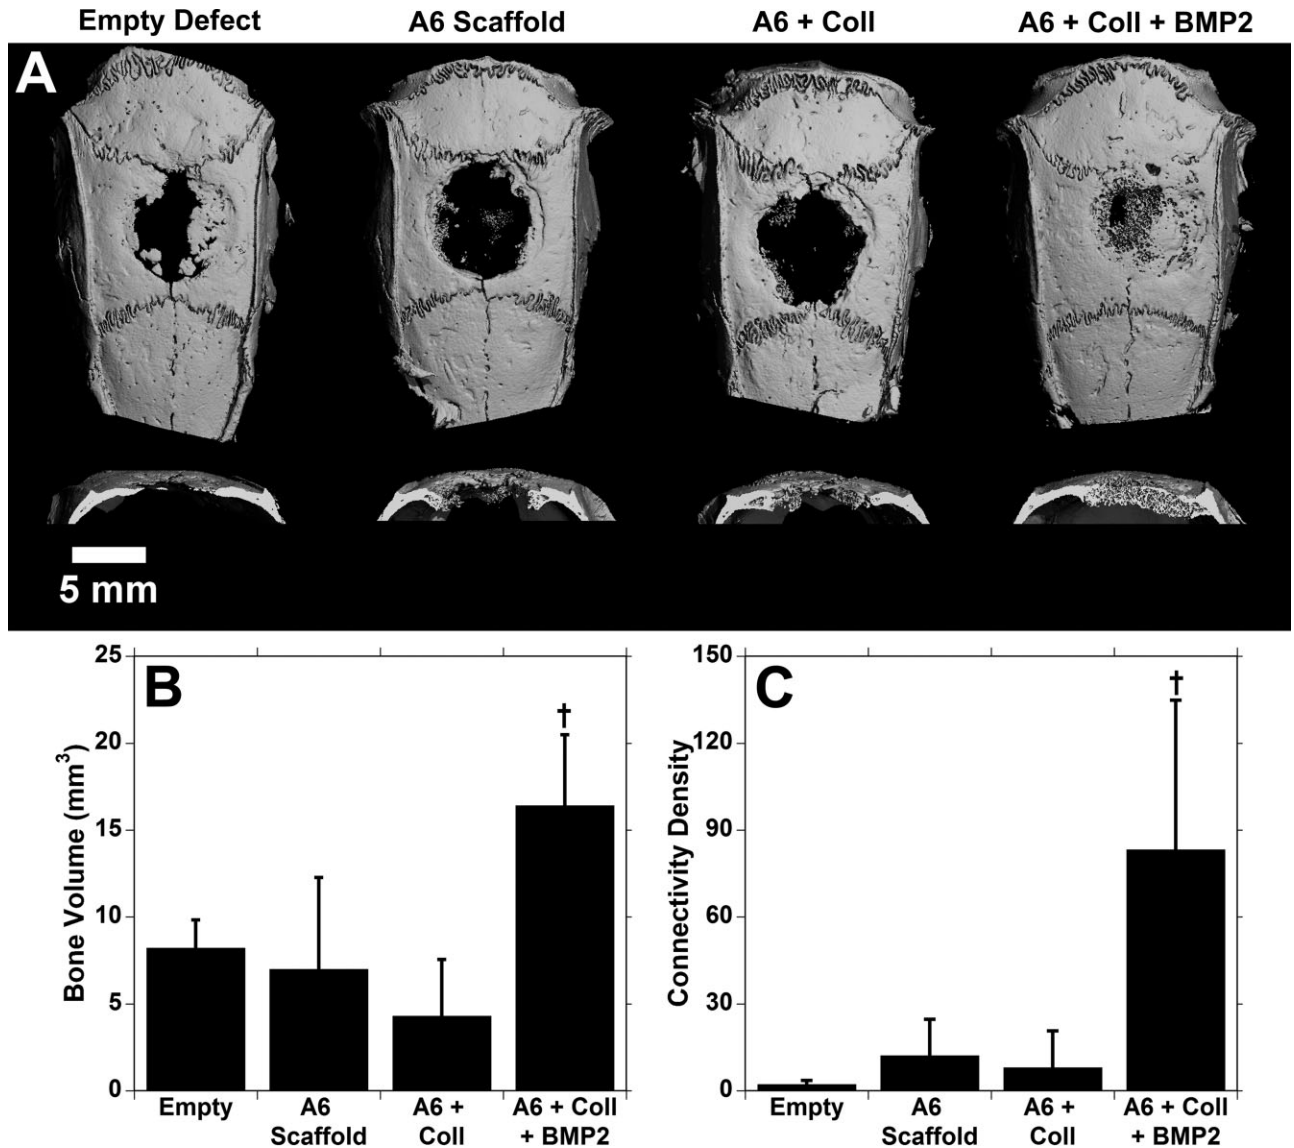 Empty Defect A6 Scaffold A6 + Coll A6 + Coll + BMP2
A
5 mm
B
Bone Volume (mm³)
25
20
15
10
5
0
†
Empty A6 Scaffold A6 + Coll A6 + Coll + BMP2
C
Connectivity Density
150
120
90
60
30
0
†
Empty A6 Scaffold A6 + Coll A6 + Coll + BMP2